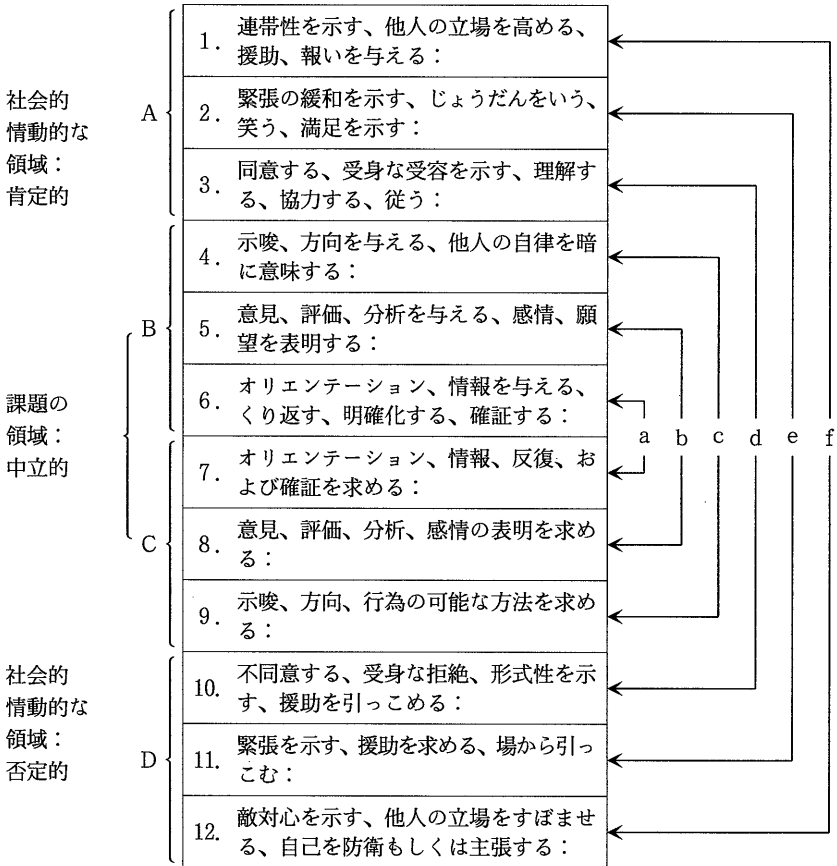 1. 連帯性を示す、他人の立場を高める、
援助、報いを与える：
2. 緊張の緩和を示す、じょうだんをいう、
笑う、満足を示す：
3. 同意する、受身な受容を示す、理解す
る、協力する、従う：
社会的
情動的な
領域：
肯定的
A
4. 示唆、方向を与える、他人の自律を暗
に意味する：
5. 意見、評価、分析を与える、感情、願
望を表明する：
6. オリエンテーション、情報を与える、
くり返す、明確化する、確証する：
B
7. オリエンテーション、情報、反復、お
よび確証を求める：
8. 意見、評価、分析、感情の表明を求め
る：
9. 示唆、方向、行為の可能な方法を求め
る：
C
課題の
領域：
中立的
10. 不同意する、受身な拒絶、形式性を示
す、援助を引っこめる：
11. 緊張を示す、援助を求める、場から引っ
こむ：
12. 敵対心を示す、他人の立場をすぼませ
る、自己を防衛もしくは主張する：
D
社会的
情動的な
領域：
否定的
a b c d e f